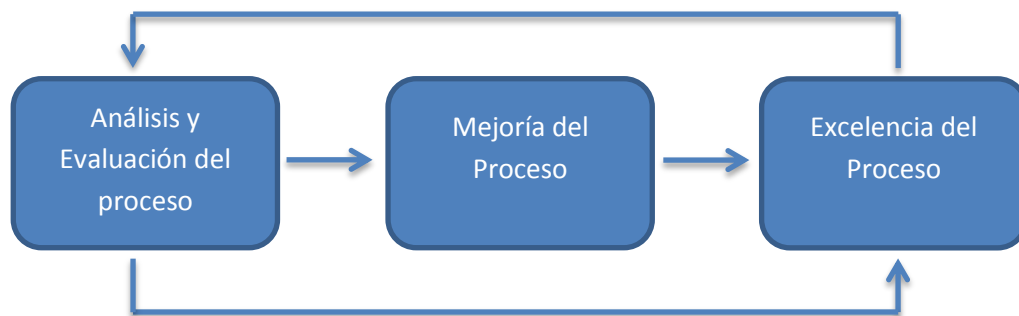 Análisis y
Evaluación del
proceso
Mejoría del
Proceso
Excelencia del
Proceso